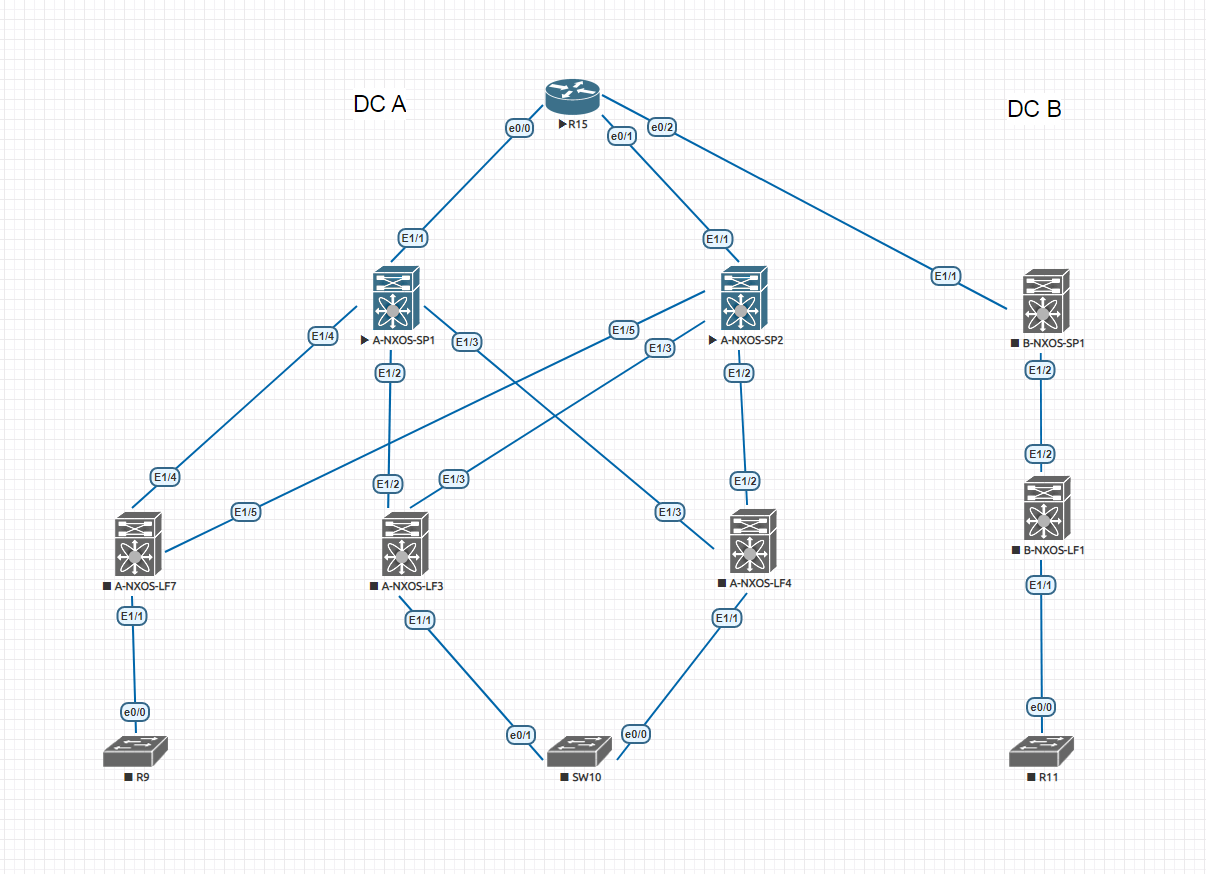 DC A
DC B
R15
e0/0
e0/1
e0/2
E1/1
E1/1
E1/1
A-NXOS-SP1
A-NXOS-SP2
B-NXOS-SP1
E1/4
E1/3
E1/5
E1/3
E1/2
E1/2
E1/2
E1/4
E1/5
E1/2
E1/3
E1/3
E1/2
E1/2
A-NXOS-LF7
A-NXOS-LF3
A-NXOS-LF4
B-NXOS-LF1
E1/1
E1/1
E1/1
E1/1
e0/0
e0/1
e0/0
e0/0
R9
SW10
R11